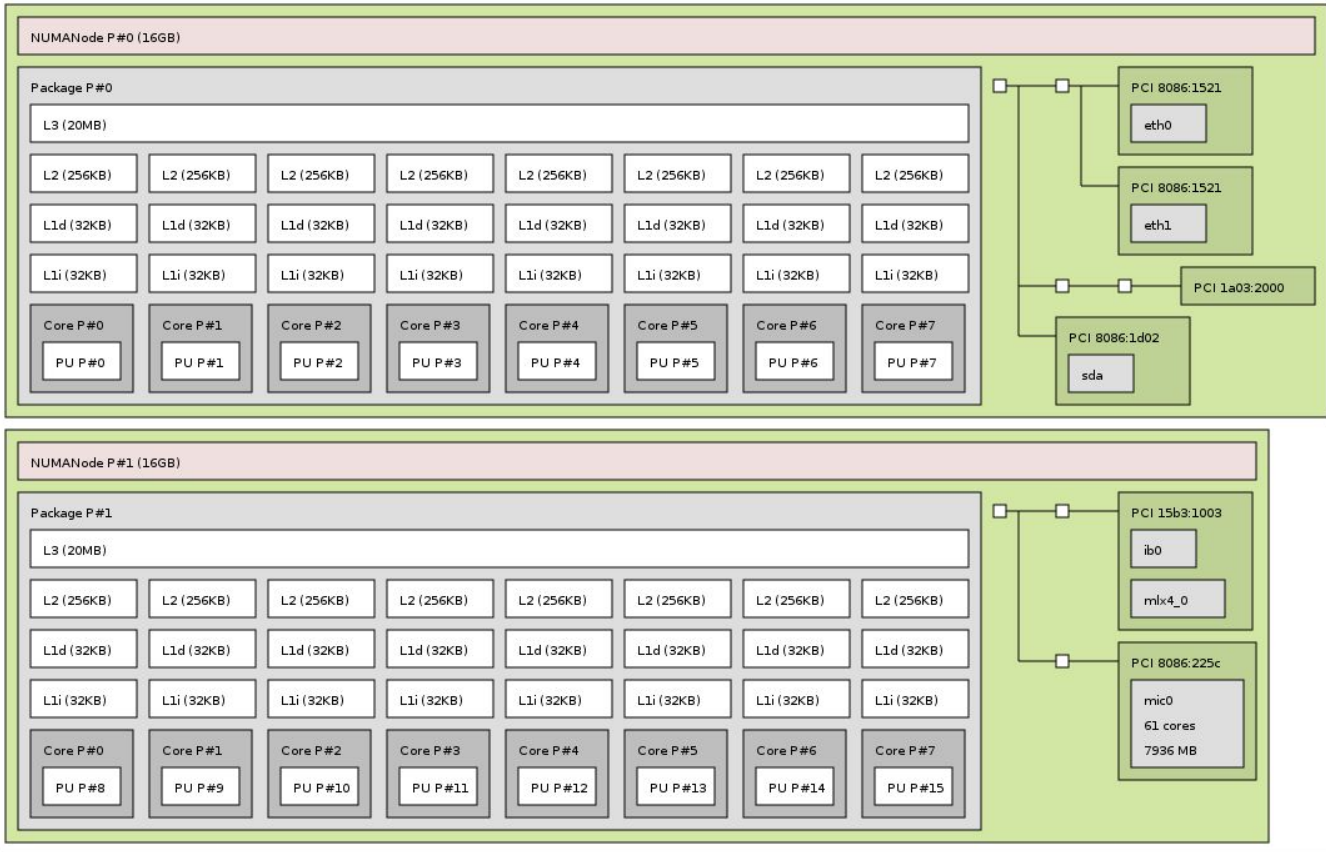 NUMANode P#0 (16GB)
Package P#0
L3 (20MB)
L2 (256KB) L2 (256KB) L2 (256KB) L2 (256KB) L2 (256KB) L2 (256KB) L2 (256KB) L2 (256KB)
L1d (32KB) L1d (32KB) L1d (32KB) L1d (32KB) L1d (32KB) L1d (32KB) L1d (32KB) L1d (32KB)
L1i (32KB) L1i (32KB) L1i (32KB) L1i (32KB) L1i (32KB) L1i (32KB) L1i (32KB) L1i (32KB)
Core P#0 Core P#1 Core P#2 Core P#3 Core P#4 Core P#5 Core P#6 Core P#7
PU P#0 PU P#1 PU P#2 PU P#3 PU P#4 PU P#5 PU P#6 PU P#7
PCI 8086:1521
eth0
PCI 8086:1521
eth1
PCI 1a03:2000
PCI 8086:1d02
sda
NUMANode P#1 (16GB)
Package P#1
L3 (20MB)
L2 (256KB) L2 (256KB) L2 (256KB) L2 (256KB) L2 (256KB) L2 (256KB) L2 (256KB) L2 (256KB)
L1d (32KB) L1d (32KB) L1d (32KB) L1d (32KB) L1d (32KB) L1d (32KB) L1d (32KB) L1d (32KB)
L1i (32KB) L1i (32KB) L1i (32KB) L1i (32KB) L1i (32KB) L1i (32KB) L1i (32KB) L1i (32KB)
Core P#0 Core P#1 Core P#2 Core P#3 Core P#4 Core P#5 Core P#6 Core P#7
PU P#8 PU P#9 PU P#10 PU P#11 PU P#12 PU P#13 PU P#14 PU P#15
PCI 15b3:1003
ib0
mlx4_0
PCI 8086:225c
mic0
61 cores
7936 MB